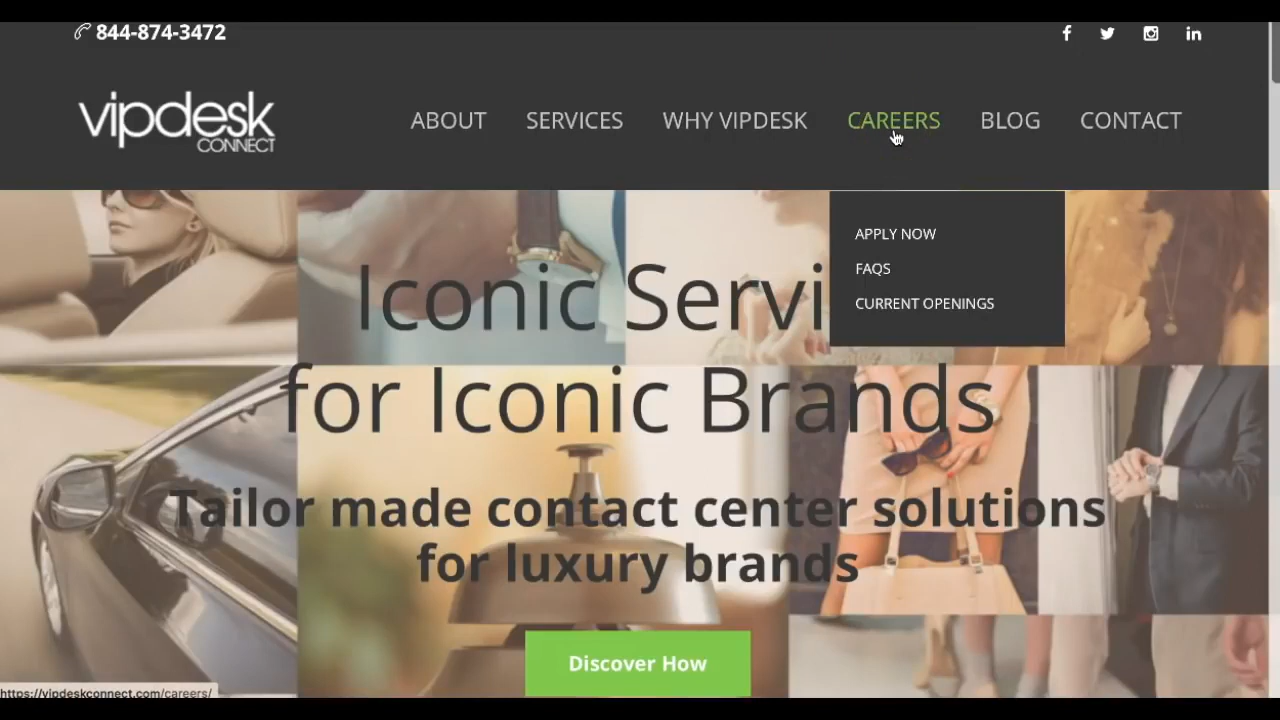 844-874-3472
vipdesk
CONNECT
ABOUT SERVICES WHY VIPDESK CAREERS BLOG CONTACT
APPLY NOW
FAQS
CURRENT OPENINGS
Iconic Servi
for Iconic Brands
Tailor made contact center solutions
for luxury brands
Discover How
https://vipdeskconnect.com/careers/